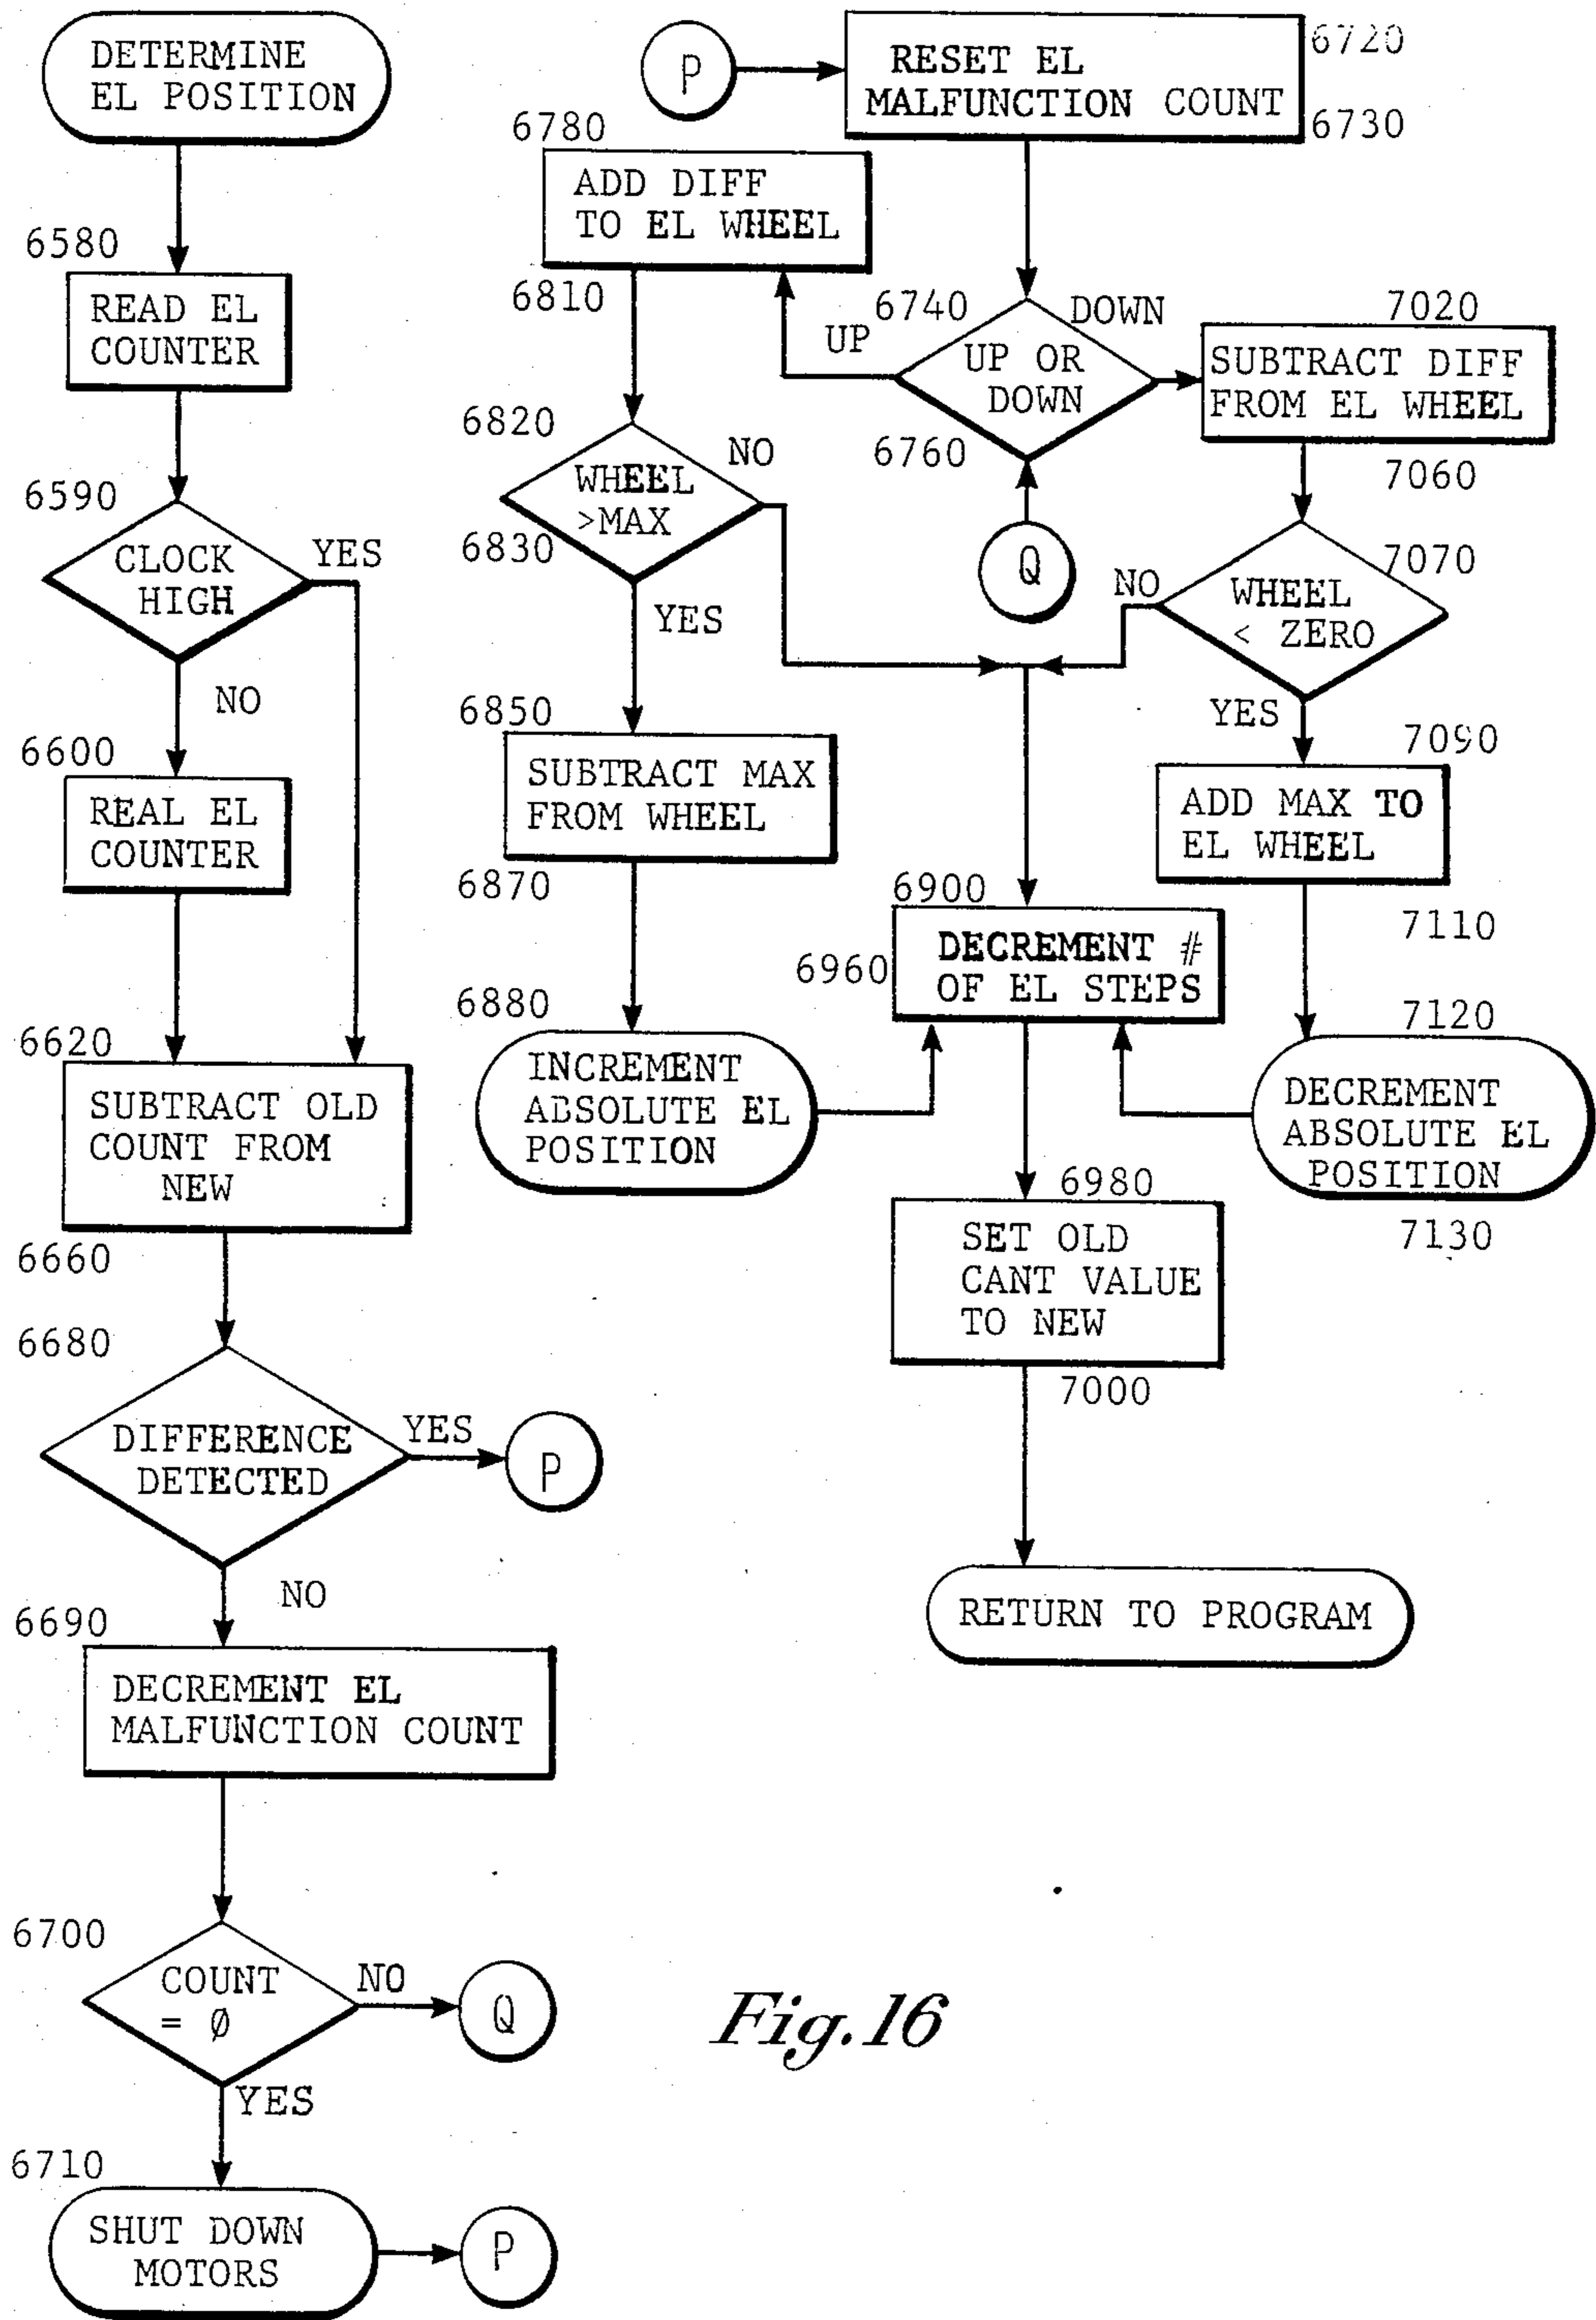 DETERMINE
EL POSITION
6580
READ EL
COUNTER
6590
CLOCK
HIGH
YES
NO
6600
REAL EL
COUNTER
6620
SUBTRACT OLD
COUNT FROM
NEW
6660
6680
DIFFERENCE
DETECTED
YES
P
NO
6690
DECREMENT EL
MALFUNCTION COUNT
6700
COUNT
= Ø
NO
Q
YES
6710
SHUT DOWN
MOTORS
P
P
RESET EL
MALFUNCTION COUNT
6720
6730
6780
ADD DIFF
TO EL WHEEL
6810
UP
6740
UP OR
DOWN
DOWN
6760
Q
7020
SUBTRACT DIFF
FROM EL WHEEL
7060
6820
WHEEL
>MAX
6830
NO
YES
7070
WHEEL
< ZERO
NO
YES
6850
SUBTRACT MAX
FROM WHEEL
6870
7090
ADD MAX TO
EL WHEEL
7110
6880
INCREMENT
ABSOLUTE EL
POSITION
6900
DECREMENT #
OF EL STEPS
6960
7120
DECREMENT
ABSOLUTE EL
POSITION
7130
6980
SET OLD
CANT VALUE
TO NEW
7000
RETURN TO PROGRAM
Fig.16